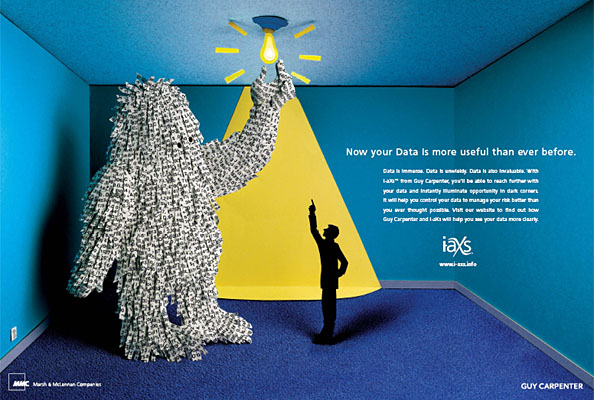 Now your Data is more useful than ever before.
Data is immense. Data is unwieldy. Data is also invaluable. With
i-aXs™ from Guy Carpenter, you'll be able to reach further with
your data and instantly illuminate opportunity in dark corners.
It will help you control your data to manage your risk better than
you ever thought possible. Visit our website to find out how
Guy Carpenter and i-aXs will help you see your data more clearly.
iaXs
www.i-axs.info
MMC Marsh & McLennan Companies
GUY CARPENTER